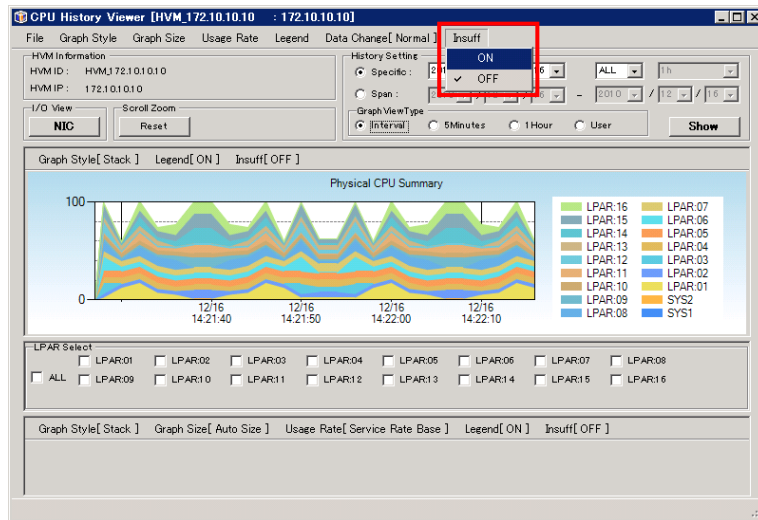 CPU History Viewer [HVM_172.10.10.10 : 172.10.10.10]
File Graph Style Graph Size Usage Rate Legend Data Change[ Normal ] Insuff
ON
✓ OFF
HVM Information
HVM ID : HVM_172.10.10.10
HVM IP : 172.10.10.10
History Setting
Specific : ALL 1h
Span : – 2010 / 12 / 16
I/O View
NIC
Scroll Zoom
Reset
Graph ViewType
Interval 5Minutes 1Hour User
Show
Graph Style[ Stack ] Legend[ ON ] Insuff[ OFF ]
Physical CPU Summary
100
0
12/16 12/16 12/16 12/16
14:21:40 14:21:50 14:22:00 14:22:10
LPAR:16 LPAR:07
LPAR:15 LPAR:06
LPAR:14 LPAR:05
LPAR:13 LPAR:04
LPAR:12 LPAR:03
LPAR:11 LPAR:02
LPAR:10 LPAR:01
LPAR:09 SYS2
LPAR:08 SYS1
LPAR Select
LPAR:01 LPAR:02 LPAR:03 LPAR:04 LPAR:05 LPAR:06 LPAR:07 LPAR:08
ALL LPAR:09 LPAR:10 LPAR:11 LPAR:12 LPAR:13 LPAR:14 LPAR:15 LPAR:16
Graph Style[ Stack ] Graph Size[ Auto Size ] Usage Rate[ Service Rate Base ] Legend[ ON ] Insuff[ OFF ]